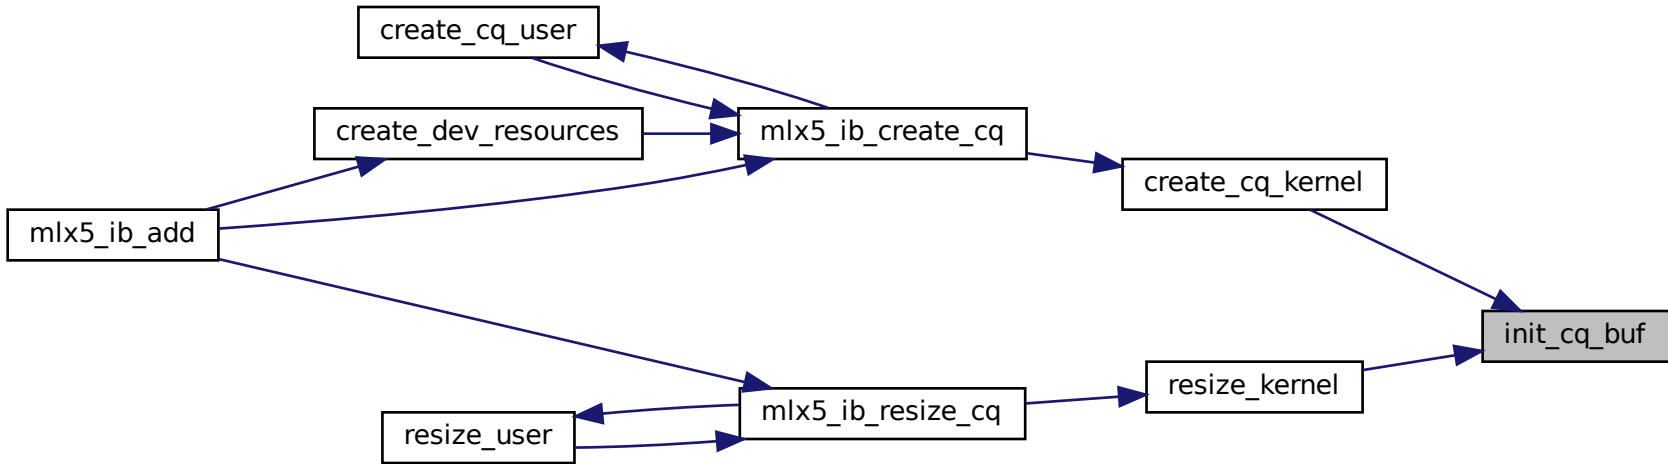 create_cq_user
create_dev_resources
mlx5_ib_create_cq
create_cq_kernel
mlx5_ib_add
init_cq_buf
resize_kernel
mlx5_ib_resize_cq
resize_user